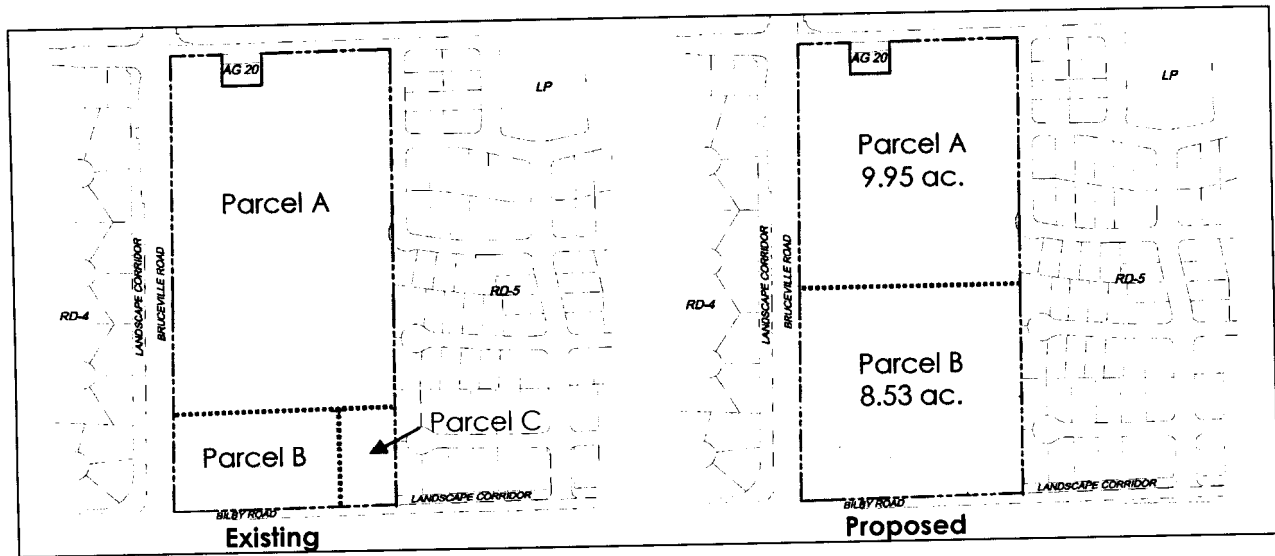 AG 20
LP
Parcel A
LANDSCAPE CORRIDOR
BRUCEVILLE ROAD
RD-4
RD-5
Parcel C
Parcel B
LANDSCAPE CORRIDOR
BILBY ROAD
Existing
AG 20
LP
Parcel A
9.95 ac.
LANDSCAPE CORRIDOR
BRUCEVILLE ROAD
RD-4
RD-5
Parcel B
8.53 ac.
LANDSCAPE CORRIDOR
BILBY ROAD
Proposed